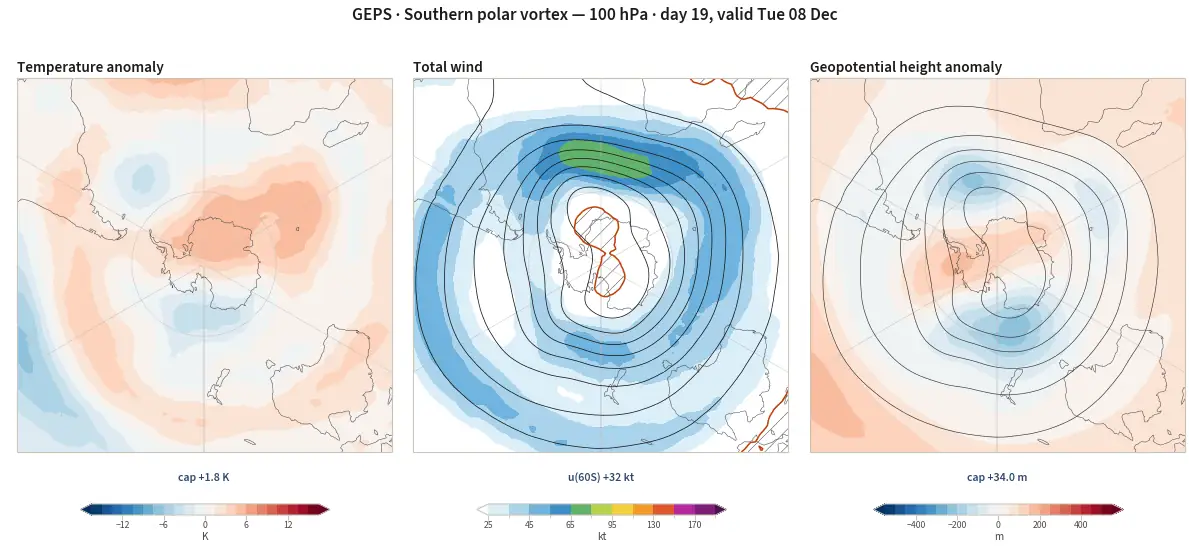 GEPS · Southern polar vortex — 100 hPa · day 19, valid Tue 08 Dec
Temperature anomaly
Total wind
Geopotential height anomaly
cap +1.8 K
u(60S) +32 kt
cap +34.0 m
−12 −6 0 6 12
K
25 45 65 95 130 170
kt
−400 −200 0 200 400
m